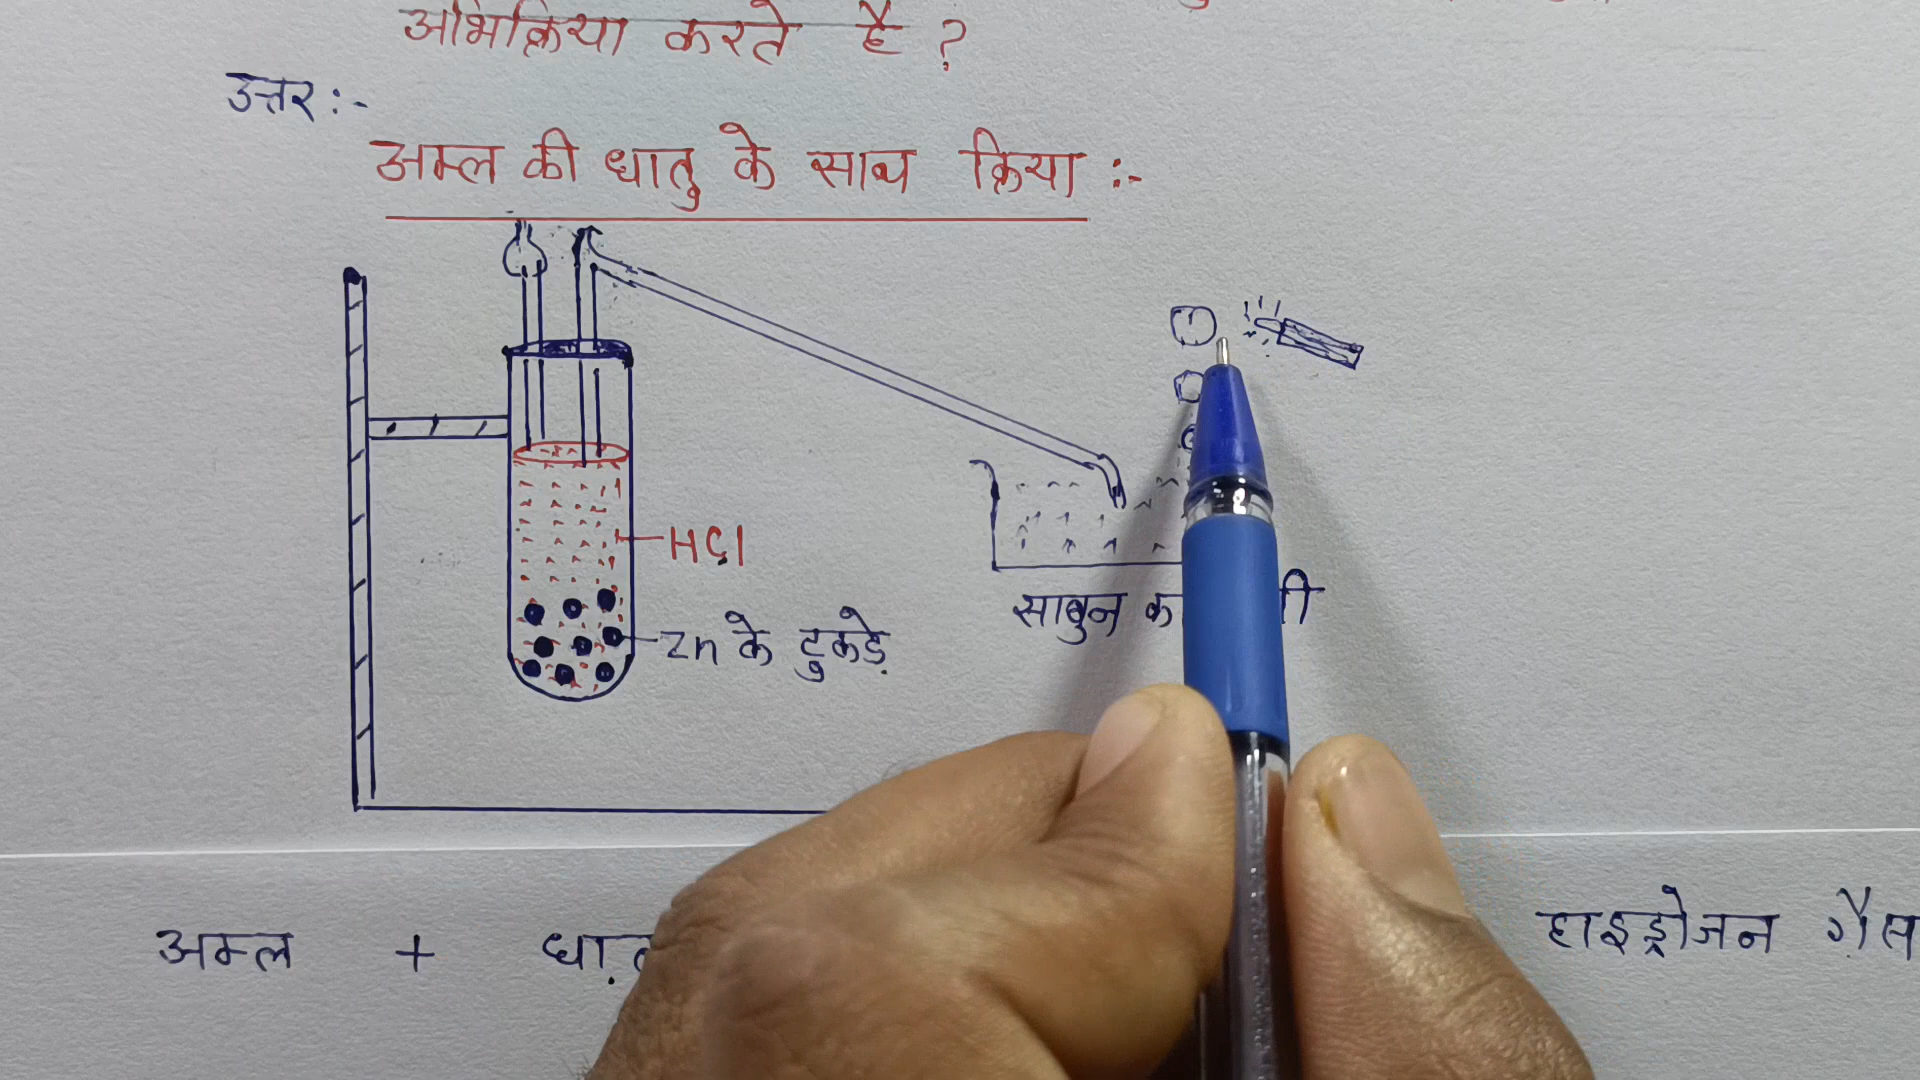 अभिक्रिया करते है ?
उत्तर :-
अम्ल की धातु के साथ क्रिया :-
HCl
Zn के टुकड़े
साबुन का
अम्ल + धातु हाइड्रोजन गैस